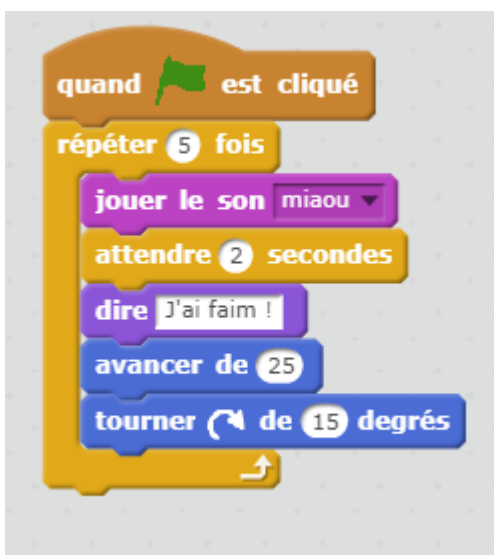 quand est cliqué
répéter 5 fois
jouer le son miaou
attendre 2 secondes
dire J'ai faim !
avancer de 25
tourner de 15 degrés